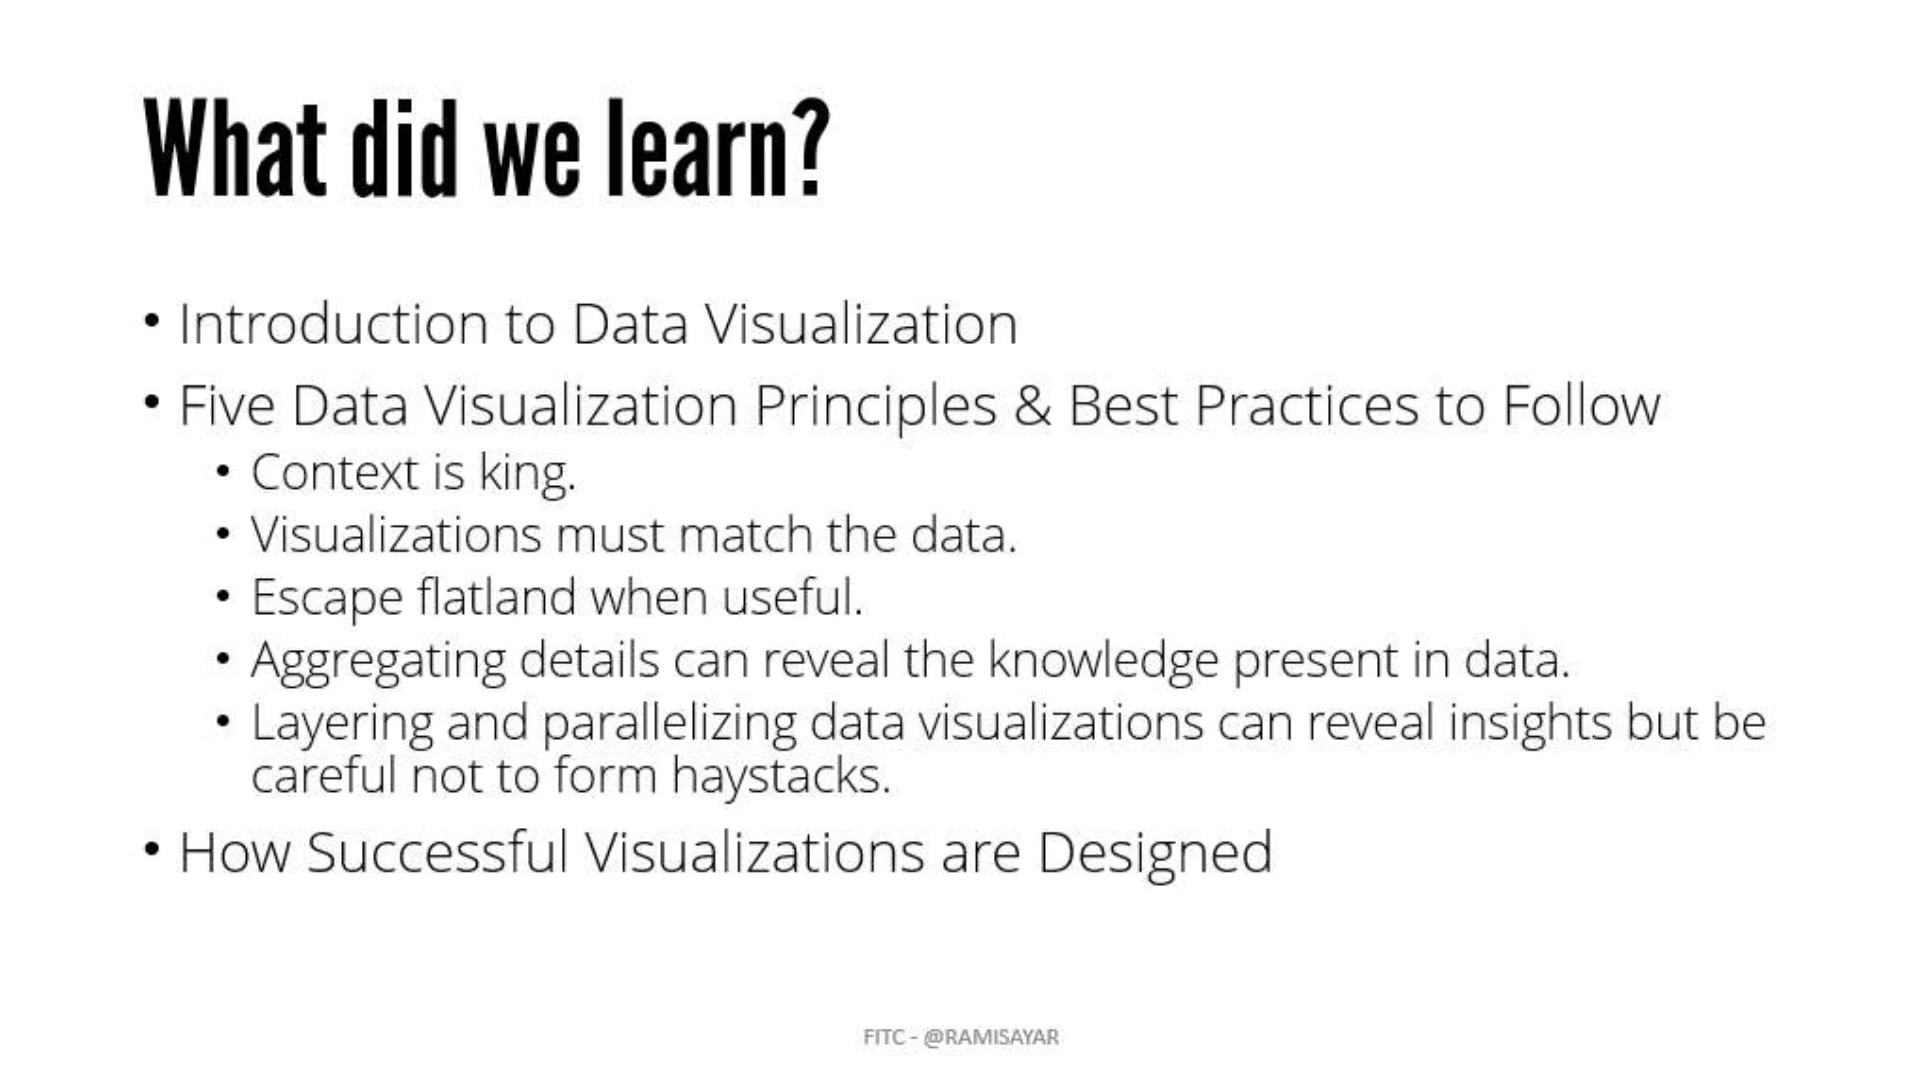 What did we learn?
• Introduction to Data Visualization
• Five Data Visualization Principles & Best Practices to Follow
• Context is king.
• Visualizations must match the data.
• Escape flatland when useful.
• Aggregating details can reveal the knowledge present in data.
• Layering and parallelizing data visualizations can reveal insights but be
careful not to form haystacks.
• How Successful Visualizations are Designed
FITC - @RAMISAYAR